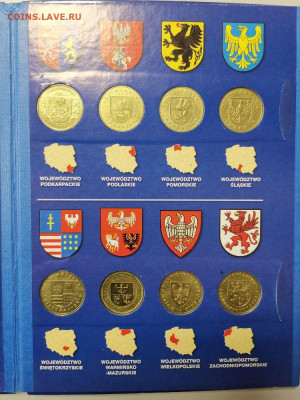 coins.lave.ru
WOJEWÓDZTWO
PODKARPACKIE
WOJEWÓDZTWO
PODLASKIE
WOJEWÓDZTWO
POMORSKIE
WOJEWÓDZTWO
ŚLĄSKIE
WOJEWÓDZTWO
ŚWIĘTOKRZYSKIE
WOJEWÓDZTWO
WARMIŃSKO
-MAZURSKIE
WOJEWÓDZTWO
WIELKOPOLSKIE
WOJEWÓDZTWO
ZACHODNIOPOMORSKIE